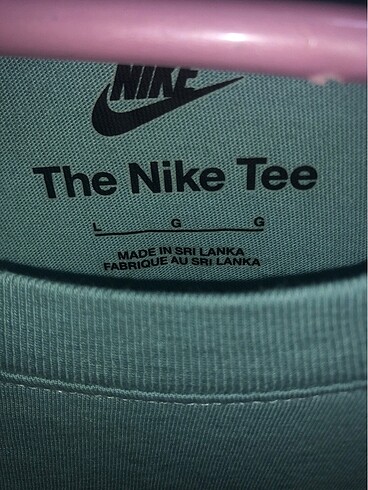 NIKE
The Nike Tee
L G G
MADE IN SRI LANKA
FABRIQUE AU SRI LANKA